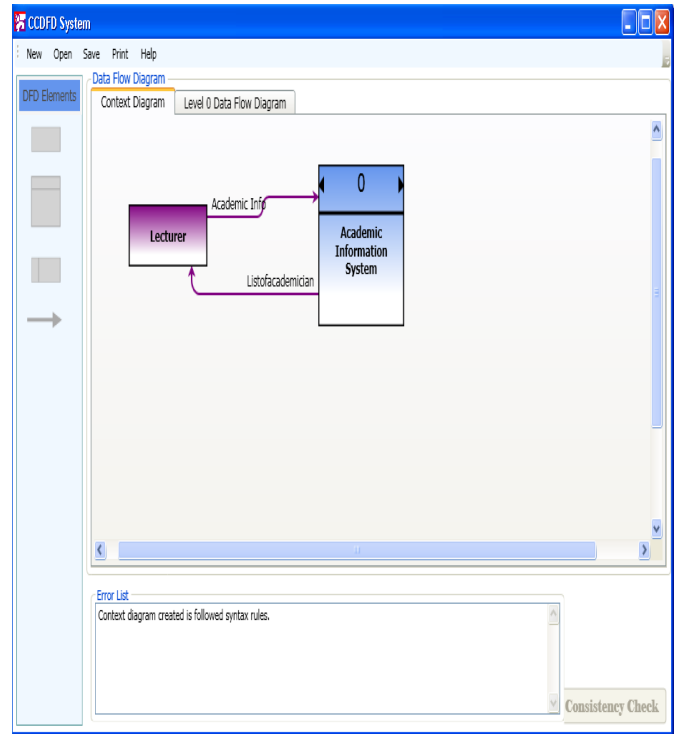 CCDFD System
New Open Save Print Help
DFD Elements
Data Flow Diagram
Context Diagram
Level 0 Data Flow Diagram
0
Academic Info
Lecturer
Academic
Information
System
Listofacademician
Error List
Context diagram created is followed syntax rules.
Consistency Check